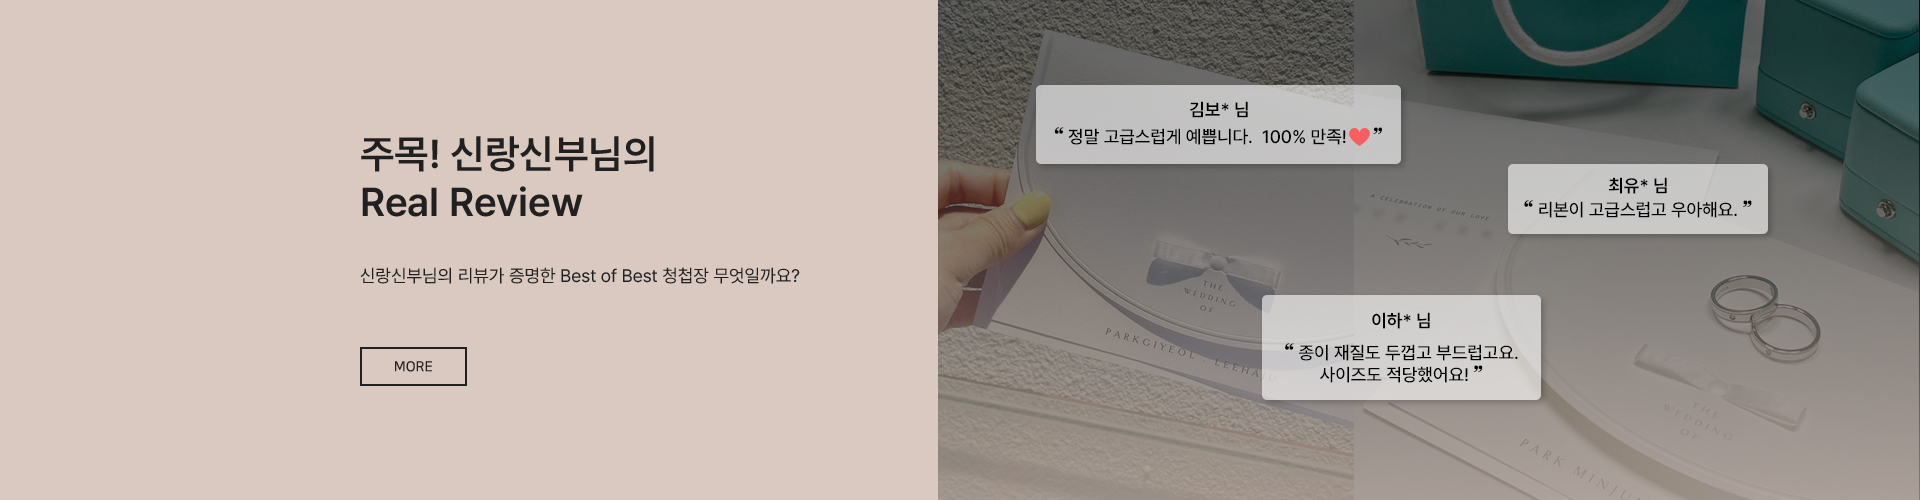 주목! 신랑신부님의
Real Review
신랑신부님의 리뷰가 증명한 Best of Best 청첩장 무엇일까요?
MORE
김보* 님
“ 정말 고급스럽게 예쁩니다. 100% 만족!❤”
최유* 님
“ 리본이 고급스럽고 우아해요. ”
이하* 님
“ 종이 재질도 두껍고 부드럽고요.
사이즈도 적당했어요! ”
THE
WEDDING
OF
PARKGIYEOL . LEEHA
A CELEBRATION OF OUR LOVE
THE
WEDDING
OF
PARK MINJU